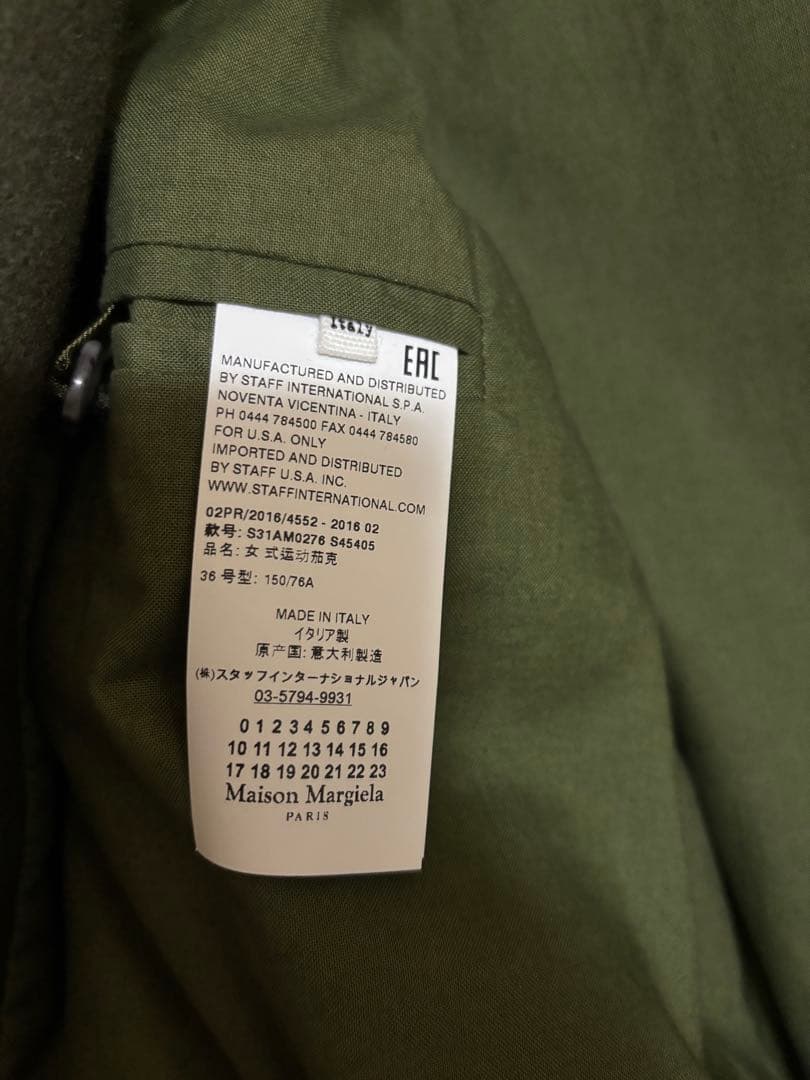 Italy
EAC
MANUFACTURED AND DISTRIBUTED
BY STAFF INTERNATIONAL S.P.A.
NOVENTA VICENTINA - ITALY
PH 0444 784500 FAX 0444 784580
FOR U.S.A. ONLY
IMPORTED AND DISTRIBUTED
BY STAFF U.S.A. INC.
WWW.STAFFINTERNATIONAL.COM
02PR/2016/4552 - 2016 02
款号: S31AM0276 S45405
品名: 女 式运动茄克
36 号型: 150/76A
MADE IN ITALY
イタリア製
原产国: 意大利製造
(株)スタッフインターナショナルジャパン
03-5794-9931
0 1 2 3 4 5 6 7 8 9
10 11 12 13 14 15 16
17 18 19 20 21 22 23
Maison Margiela
PARIS